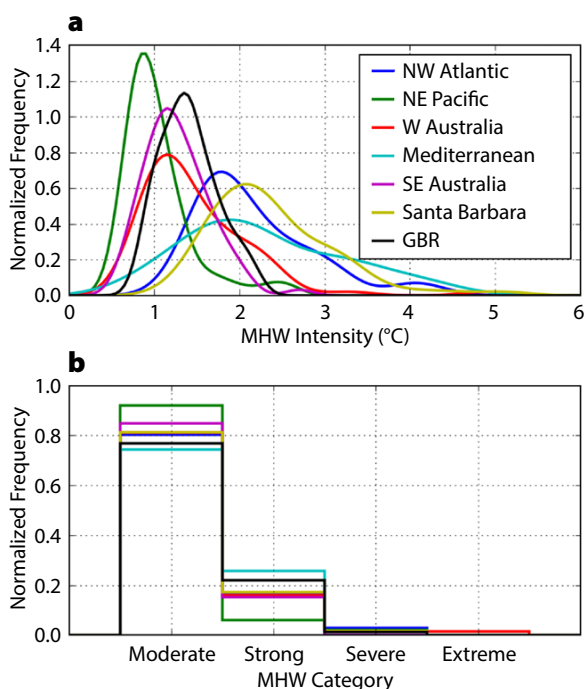 a
1.4
1.2
1.0
0.8
0.6
0.4
0.2
0.0
Normalized Frequency
NW Atlantic
NE Pacific
W Australia
Mediterranean
SE Australia
Santa Barbara
GBR
0 1 2 3 4 5 6
MHW Intensity (°C)
b
1.0
0.8
0.6
0.4
0.2
0.0
Normalized Frequency
Moderate Strong Severe Extreme
MHW Category